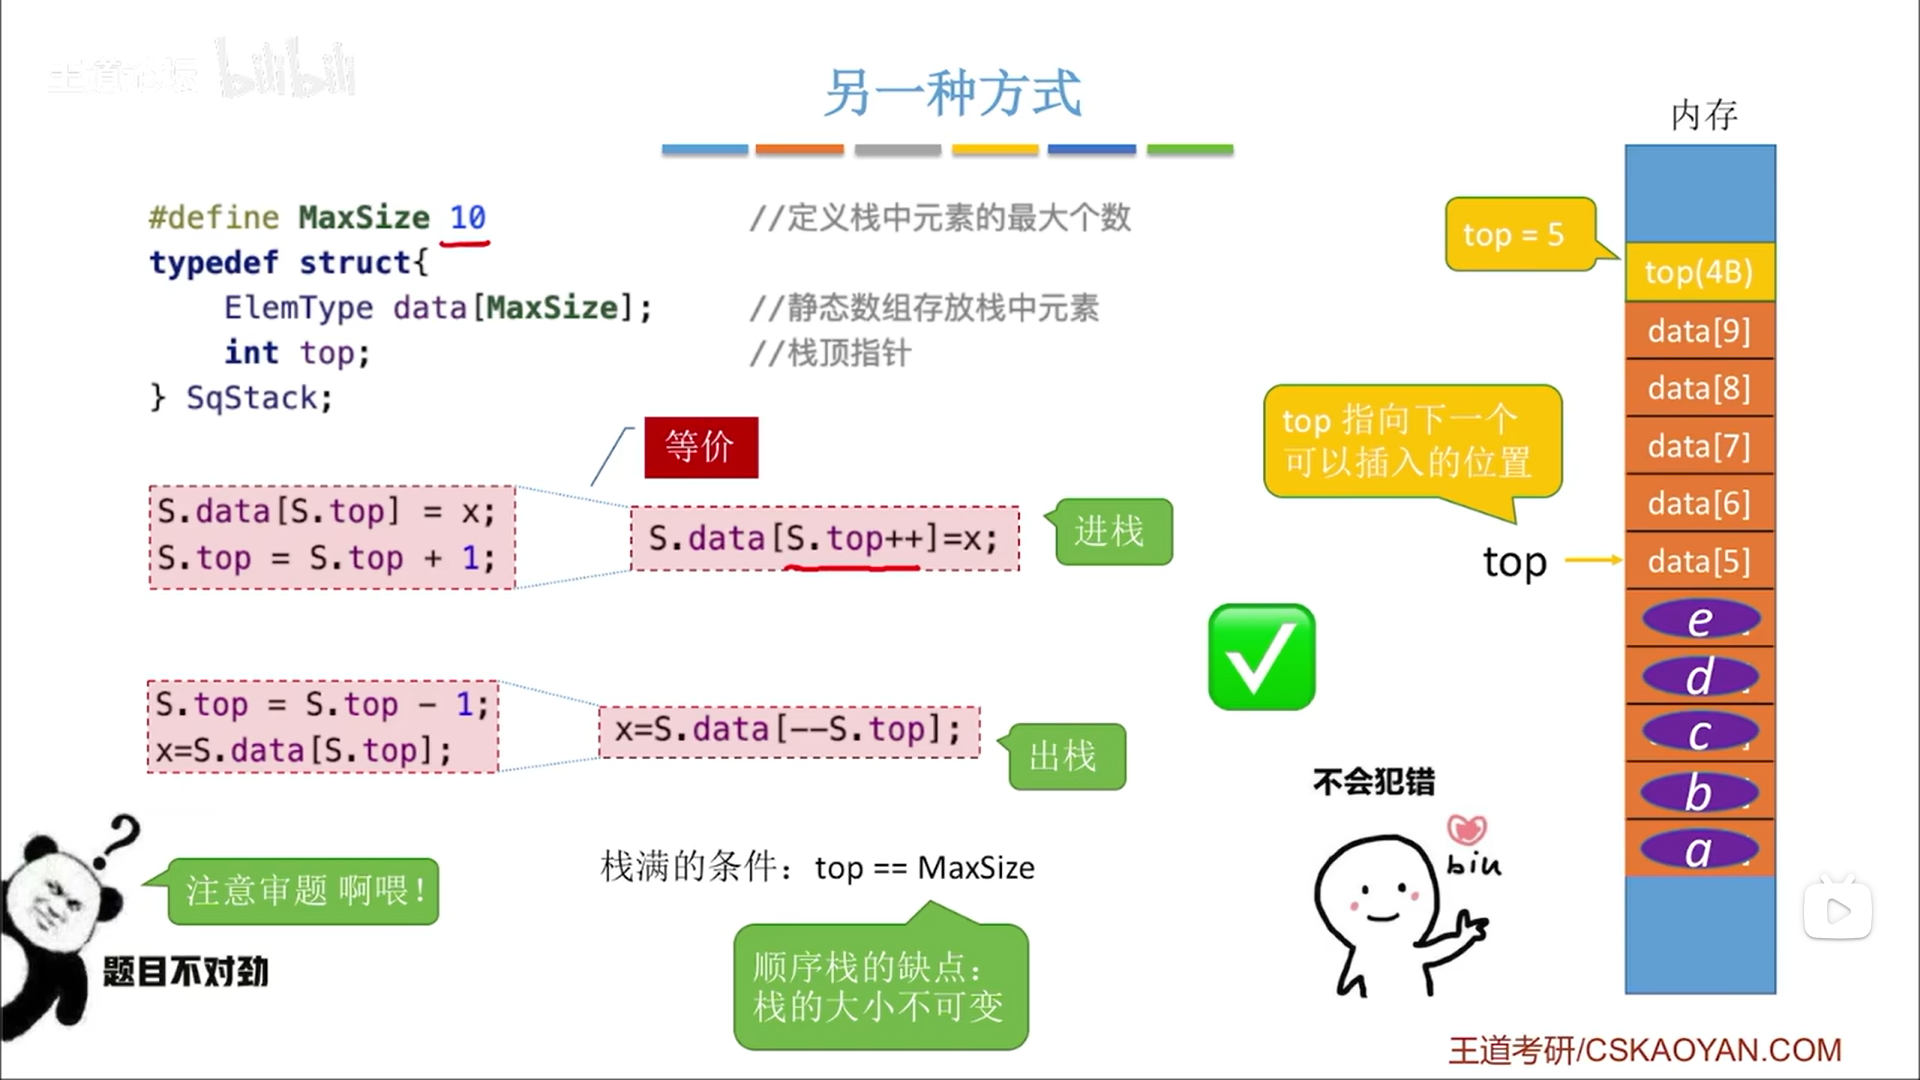 王道论坛 bilibili
另一种方式
#define MaxSize 10 //定义栈中元素的最大个数
typedef struct{
ElemType data[MaxSize]; //静态数组存放栈中元素
int top; //栈顶指针
} SqStack;
等价
S.data[S.top] = x;
S.top = S.top + 1;
S.data[S.top++]=x;
进栈
S.top = S.top - 1;
x=S.data[S.top];
x=S.data[--S.top];
出栈
栈满的条件：top == MaxSize
顺序栈的缺点：
栈的大小不可变
?
注意审题 啊喂！
题目不对劲
不会犯错
biu
内存
top = 5
top(4B)
data[9]
data[8]
data[7]
data[6]
data[5]
top 指向下一个
可以插入的位置
top
e
d
c
b
a
王道考研/CSKAOYAN.COM